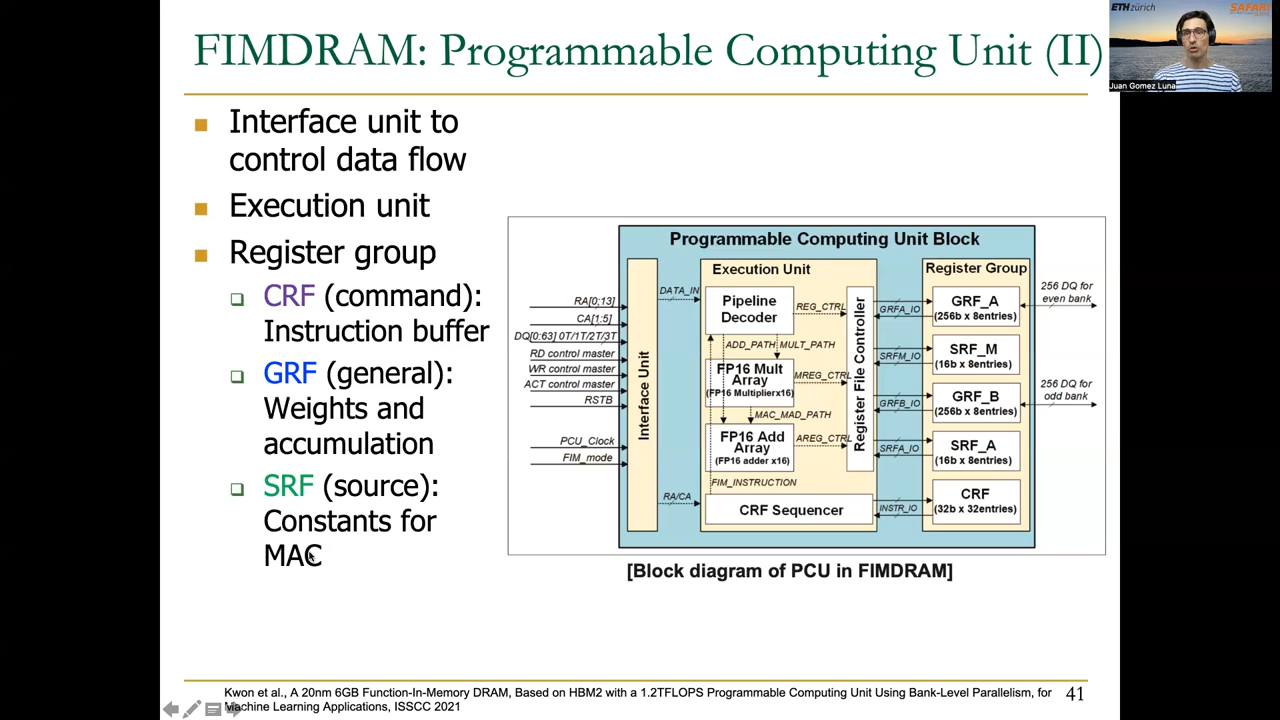 FIMDRAM: Programmable Computing Unit (II)
ETHzürich
SAFARI
Juan Gomez Luna
Interface unit to
control data flow
Execution unit
Register group
CRF (command):
Instruction buffer
GRF (general):
Weights and
accumulation
SRF (source):
Constants for
MAC
Programmable Computing Unit Block
Interface Unit
Execution Unit
Register Group
RA[0;13]
CA[1:5]
DQ[0:63] 0T/1T/2T/3T
RD control master
WR control master
ACT control master
RSTB
PCU_Clock
FIM_mode
DATA_IN
RA/CA
Pipeline
Decoder
REG_CTRL
ADD_PATH
MULT_PATH
FP16 Mult
Array
(FP16 Multiplierx16)
MREG_CTRL
MAC_MAD_PATH
FP16 Add
Array
(FP16 adder x16)
AREG_CTRL
FIM_INSTRUCTION
CRF Sequencer
Register File Controller
GRFA_IO
SRFM_IO
GRFB_IO
SRFA_IO
INSTR_IO
GRF_A
(256b x 8entries)
SRF_M
(16b x 8entries)
GRF_B
(256b x 8entries)
SRF_A
(16b x 8entries)
CRF
(32b x 32entries)
256 DQ for
even bank
256 DQ for
odd bank
[Block diagram of PCU in FIMDRAM]
Kwon et al., A 20nm 6GB Function-In-Memory DRAM, Based on HBM2 with a 1.2TFLOPS Programmable Computing Unit Using Bank-Level Parallelism, for
Machine Learning Applications, ISSCC 2021
41